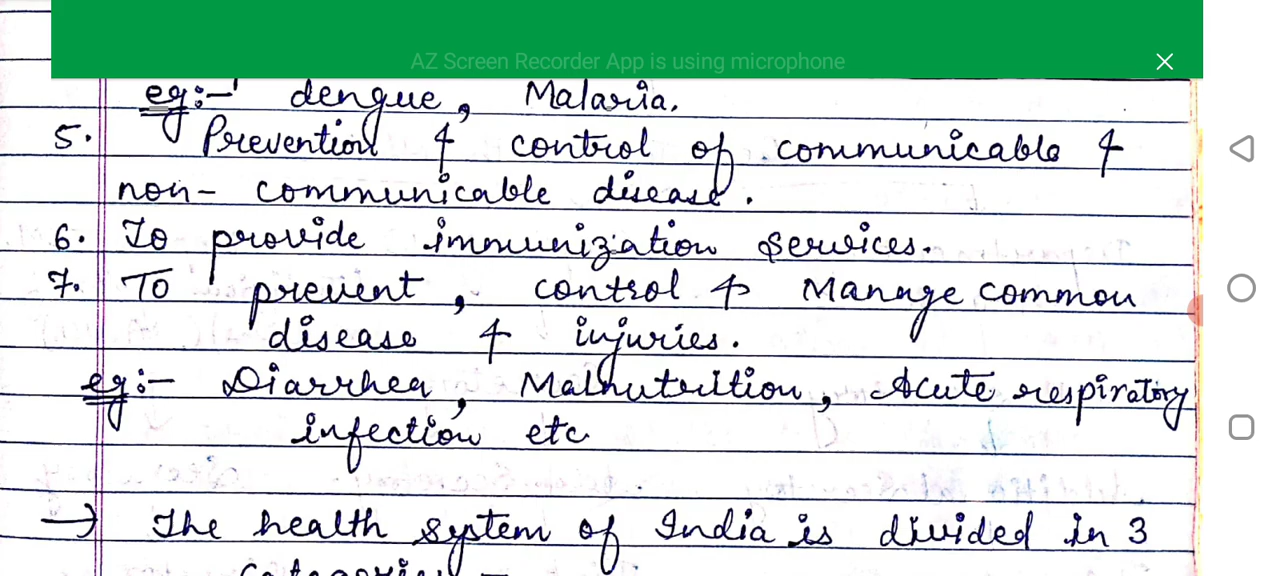 AZ Screen Recorder App is using microphone
eg:- dengue, Malaria.
5. Prevention & control of communicable &
non- communicable disease.
6. To provide immunization services.
7. To prevent, control & Manage common
disease & injuries.
eg:- Diarrhea, Malnutrition, Acute respiratory
infection etc
→ The health system of India is divided in 3